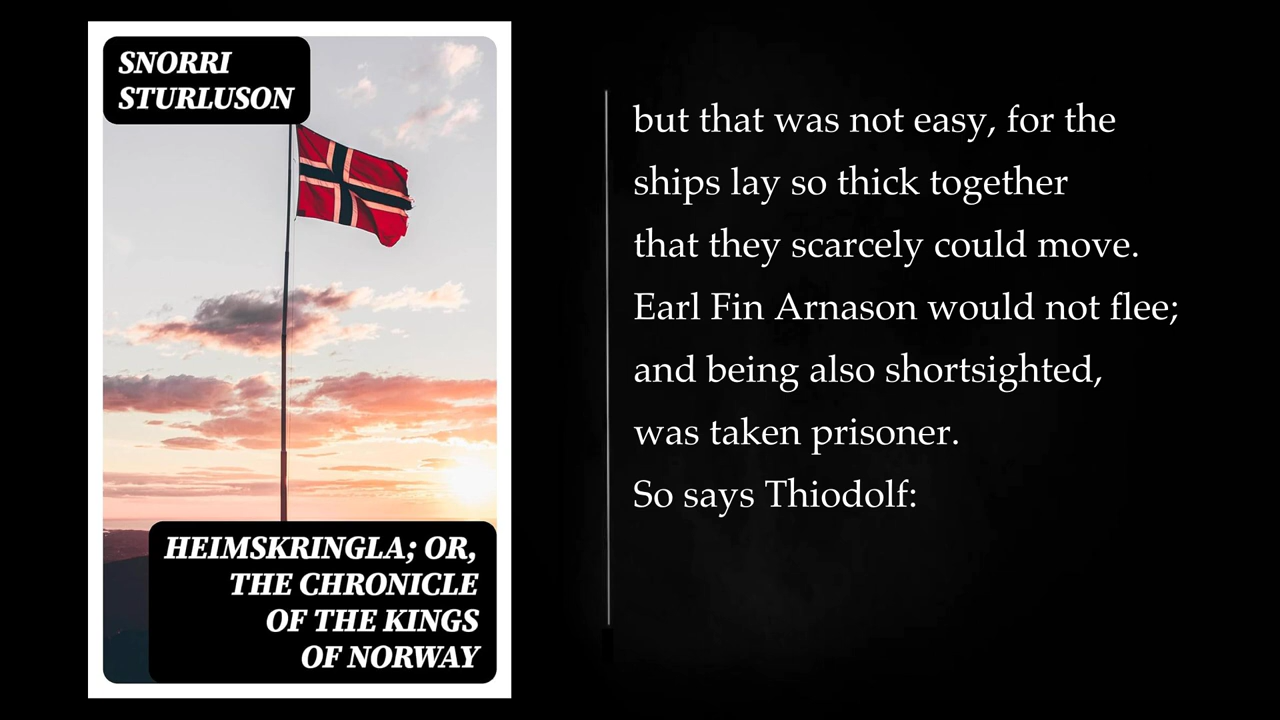 SNORRI
STURLUSON
HEIMSKRINGLA; OR,
THE CHRONICLE
OF THE KINGS
OF NORWAY
but that was not easy, for the
ships lay so thick together
that they scarcely could move.
Earl Fin Arnason would not flee;
and being also shortsighted,
was taken prisoner.
So says Thiodolf: